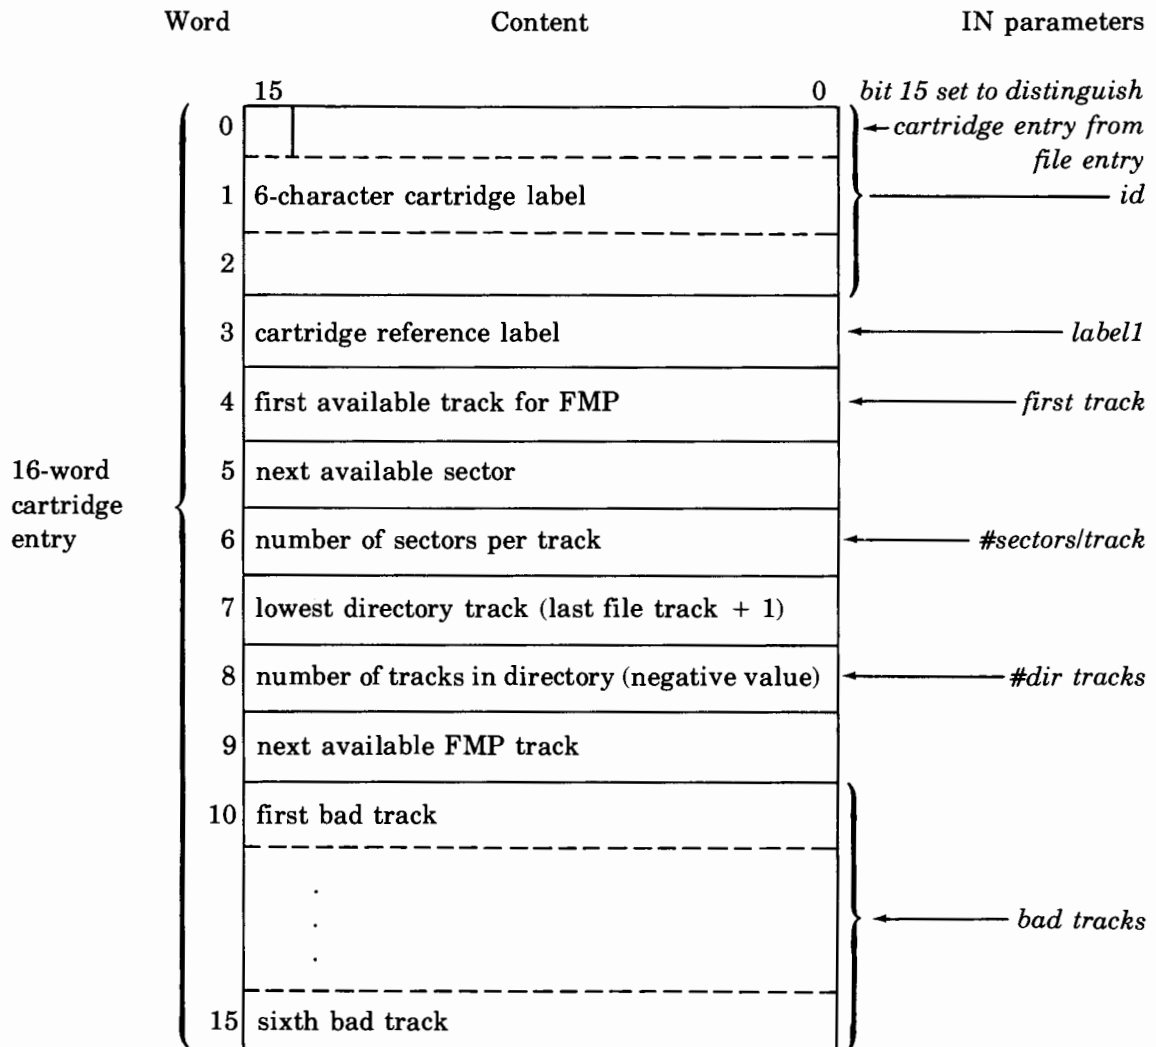 Word Content IN parameters
15 0 bit 15 set to distinguish
0 cartridge entry from
file entry
1 6-character cartridge label id
2
3 cartridge reference label label1
4 first available track for FMP first track
16-word
cartridge
entry
5 next available sector
6 number of sectors per track #sectors/track
7 lowest directory track (last file track + 1)
8 number of tracks in directory (negative value) #dir tracks
9 next available FMP track
10 first bad track
.
.
.
bad tracks
15 sixth bad track